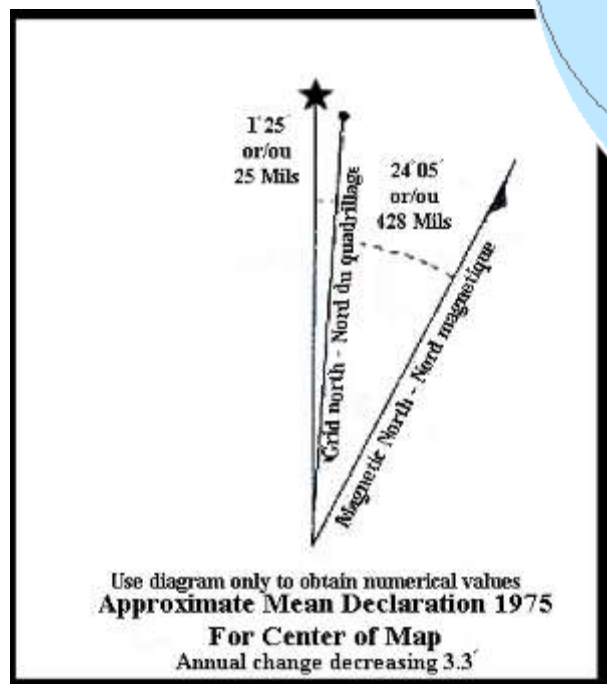 1°25′
or/ou
25 Mils
24°05′
or/ou
428 Mils
Grid north - Nord du quadrillage
Magnetic North - Nord magnetique
Use diagram only to obtain numerical values
Approximate Mean Declaration 1975
For Center of Map
Annual change decreasing 3.3′